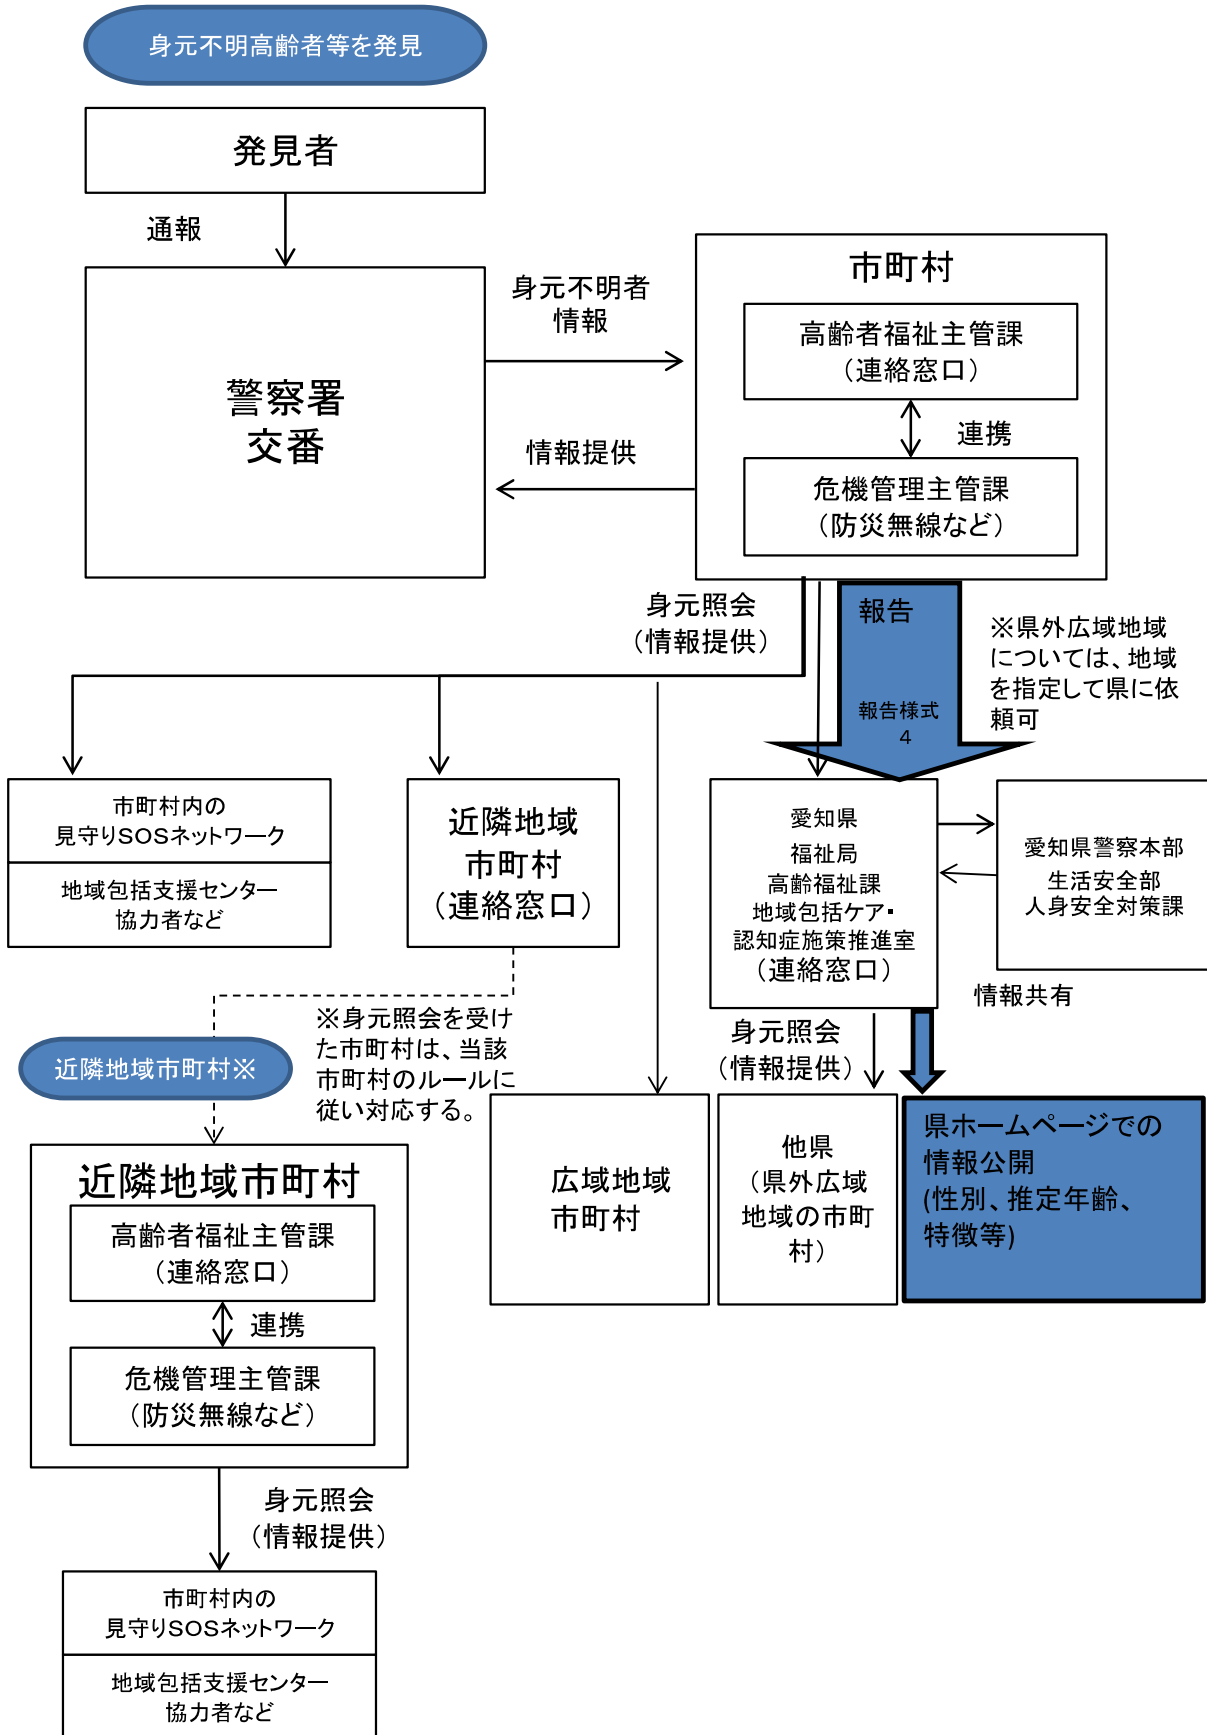 身元不明高齢者等を発見
発見者
通報
警察署
交番
身元不明者
情報
情報提供
市町村
高齢者福祉主管課
（連絡窓口）
連携
危機管理主管課
（防災無線など）
身元照会
（情報提供）
報告
報告様式
4
※県外広域地域
については、地域
を指定して県に依
頼可
市町村内の
見守りSOSネットワーク
地域包括支援センター
協力者など
近隣地域
市町村
（連絡窓口）
愛知県
福祉局
高齢福祉課
地域包括ケア・
認知症施策推進室
（連絡窓口）
愛知県警察本部
生活安全部
人身安全対策課
情報共有
※身元照会を受け
た市町村は、当該
市町村のルールに
従い対応する。
近隣地域市町村※
身元照会
（情報提供）
広域地域
市町村
他県
（県外広域
地域の市町
村）
県ホームページでの
情報公開
(性別、推定年齢、
特徴等)
近隣地域市町村
高齢者福祉主管課
（連絡窓口）
連携
危機管理主管課
（防災無線など）
身元照会
（情報提供）
市町村内の
見守りSOSネットワーク
地域包括支援センター
協力者など